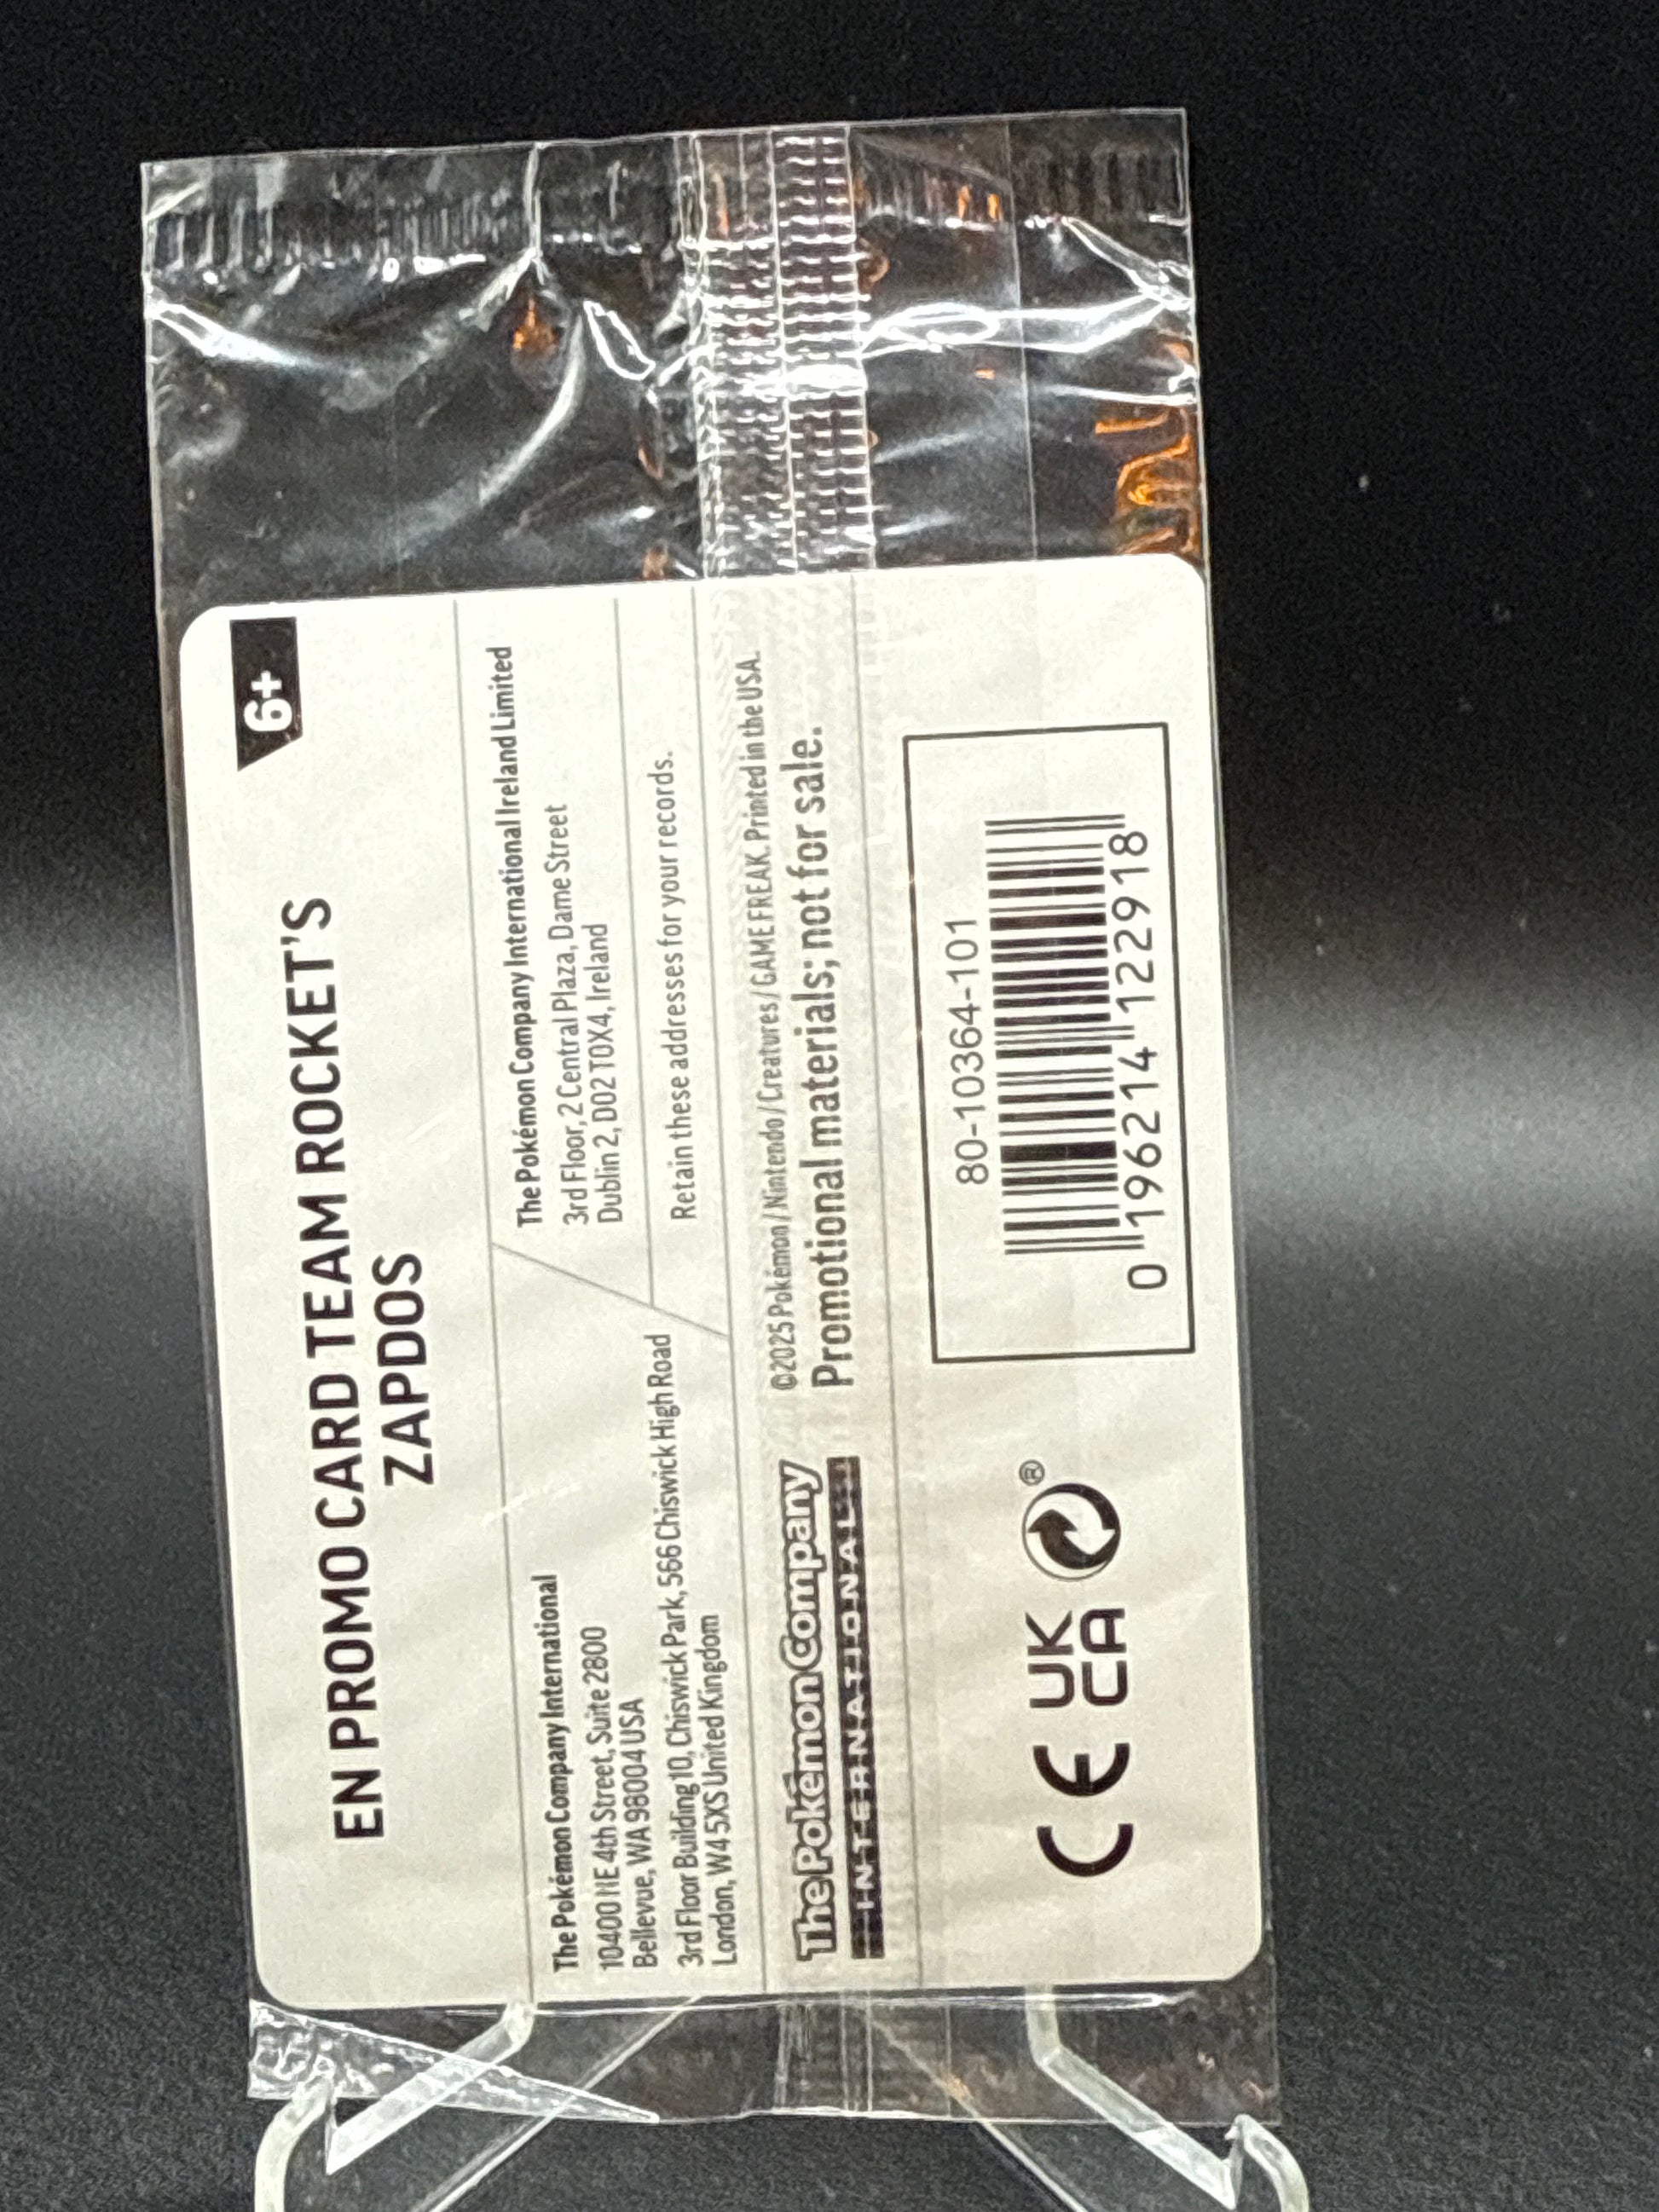 6+
EN PROMO CARD TEAM ROCKET'S
ZAPDOS
The Pokémon Company International
10400 NE 4th Street, Suite 2800
Bellevue, WA 98004 USA
3rd Floor Building 10, Chiswick Park, 566 Chiswick High Road
London, W4 5XS United Kingdom
The Pokémon Company International Ireland Limited
3rd Floor, 2 Central Plaza, Dame Street
Dublin 2, D02 T0X4, Ireland
Retain these addresses for your records.
The Pokémon Company
INTERNATIONAL
©2025 Pokémon / Nintendo / Creatures / GAME FREAK. Printed in the USA.
Promotional materials; not for sale.
CE
UK
CA
®
80-10364-101
0 196214 122918